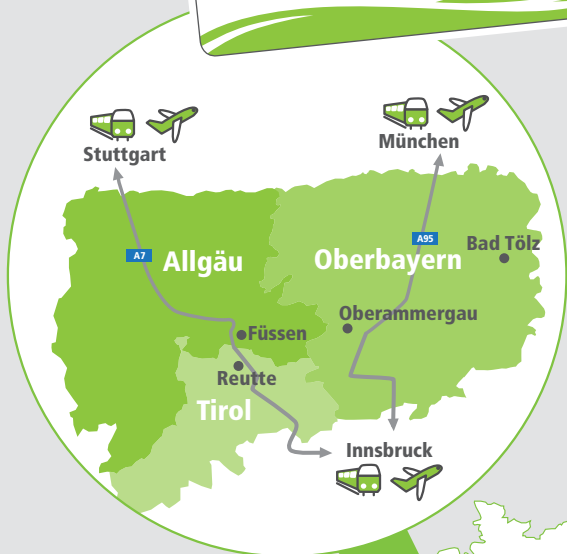 Stuttgart
München
A7
Allgäu
A95
Oberbayern
Bad Tölz
Oberammergau
Füssen
Reutte
Tirol
Innsbruck